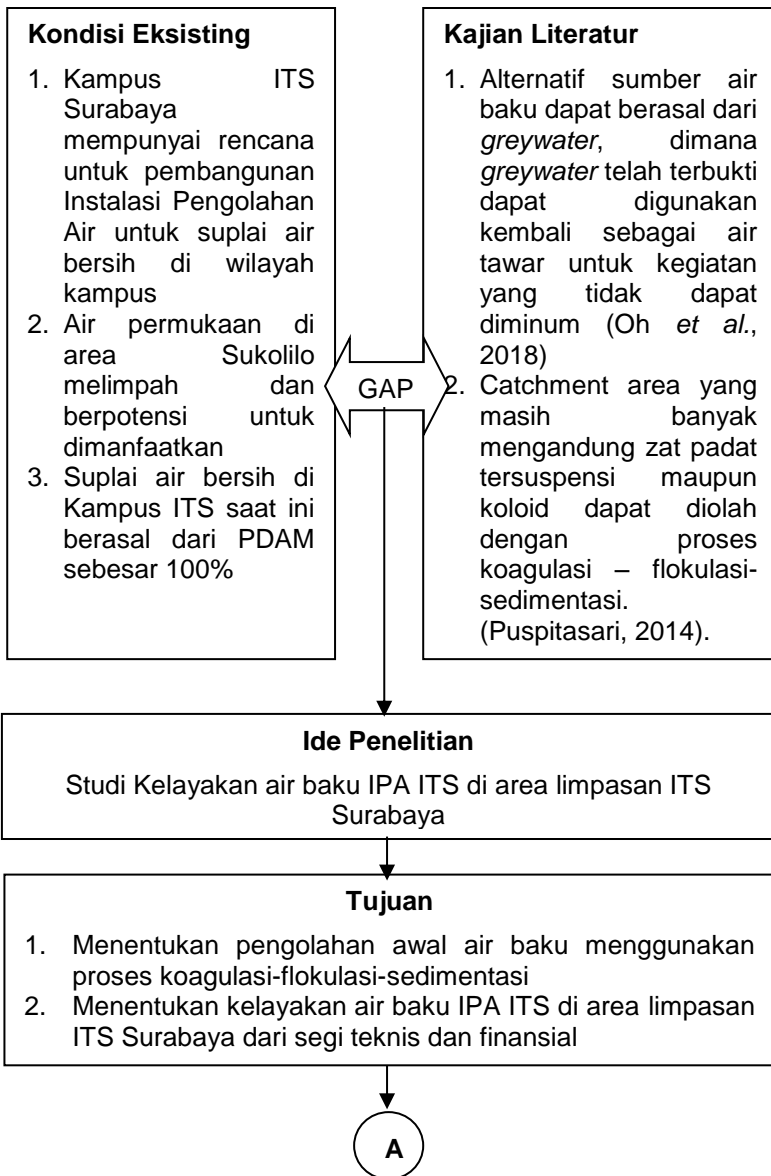 Kondisi Eksisting
1. Kampus ITS
Surabaya
mempunyai rencana
untuk pembangunan
Instalasi Pengolahan
Air untuk suplai air
bersih di wilayah
kampus
2. Air permukaan di
area Sukolilo
melimpah dan
berpotensi untuk
dimanfaatkan
3. Suplai air bersih di
Kampus ITS saat ini
berasal dari PDAM
sebesar 100%
GAP
Kajian Literatur
1. Alternatif sumber air
baku dapat berasal dari
greywater, dimana
greywater telah terbukti
dapat digunakan
kembali sebagai air
tawar untuk kegiatan
yang tidak dapat
diminum (Oh et al.,
2018)
2. Catchment area yang
masih banyak
mengandung zat padat
tersuspensi maupun
koloid dapat diolah
dengan proses
koagulasi – flokulasi-
sedimentasi.
(Puspitasari, 2014).
Ide Penelitian
Studi Kelayakan air baku IPA ITS di area limpasan ITS
Surabaya
Tujuan
1. Menentukan pengolahan awal air baku menggunakan
proses koagulasi-flokulasi-sedimentasi
2. Menentukan kelayakan air baku IPA ITS di area limpasan
ITS Surabaya dari segi teknis dan finansial
A